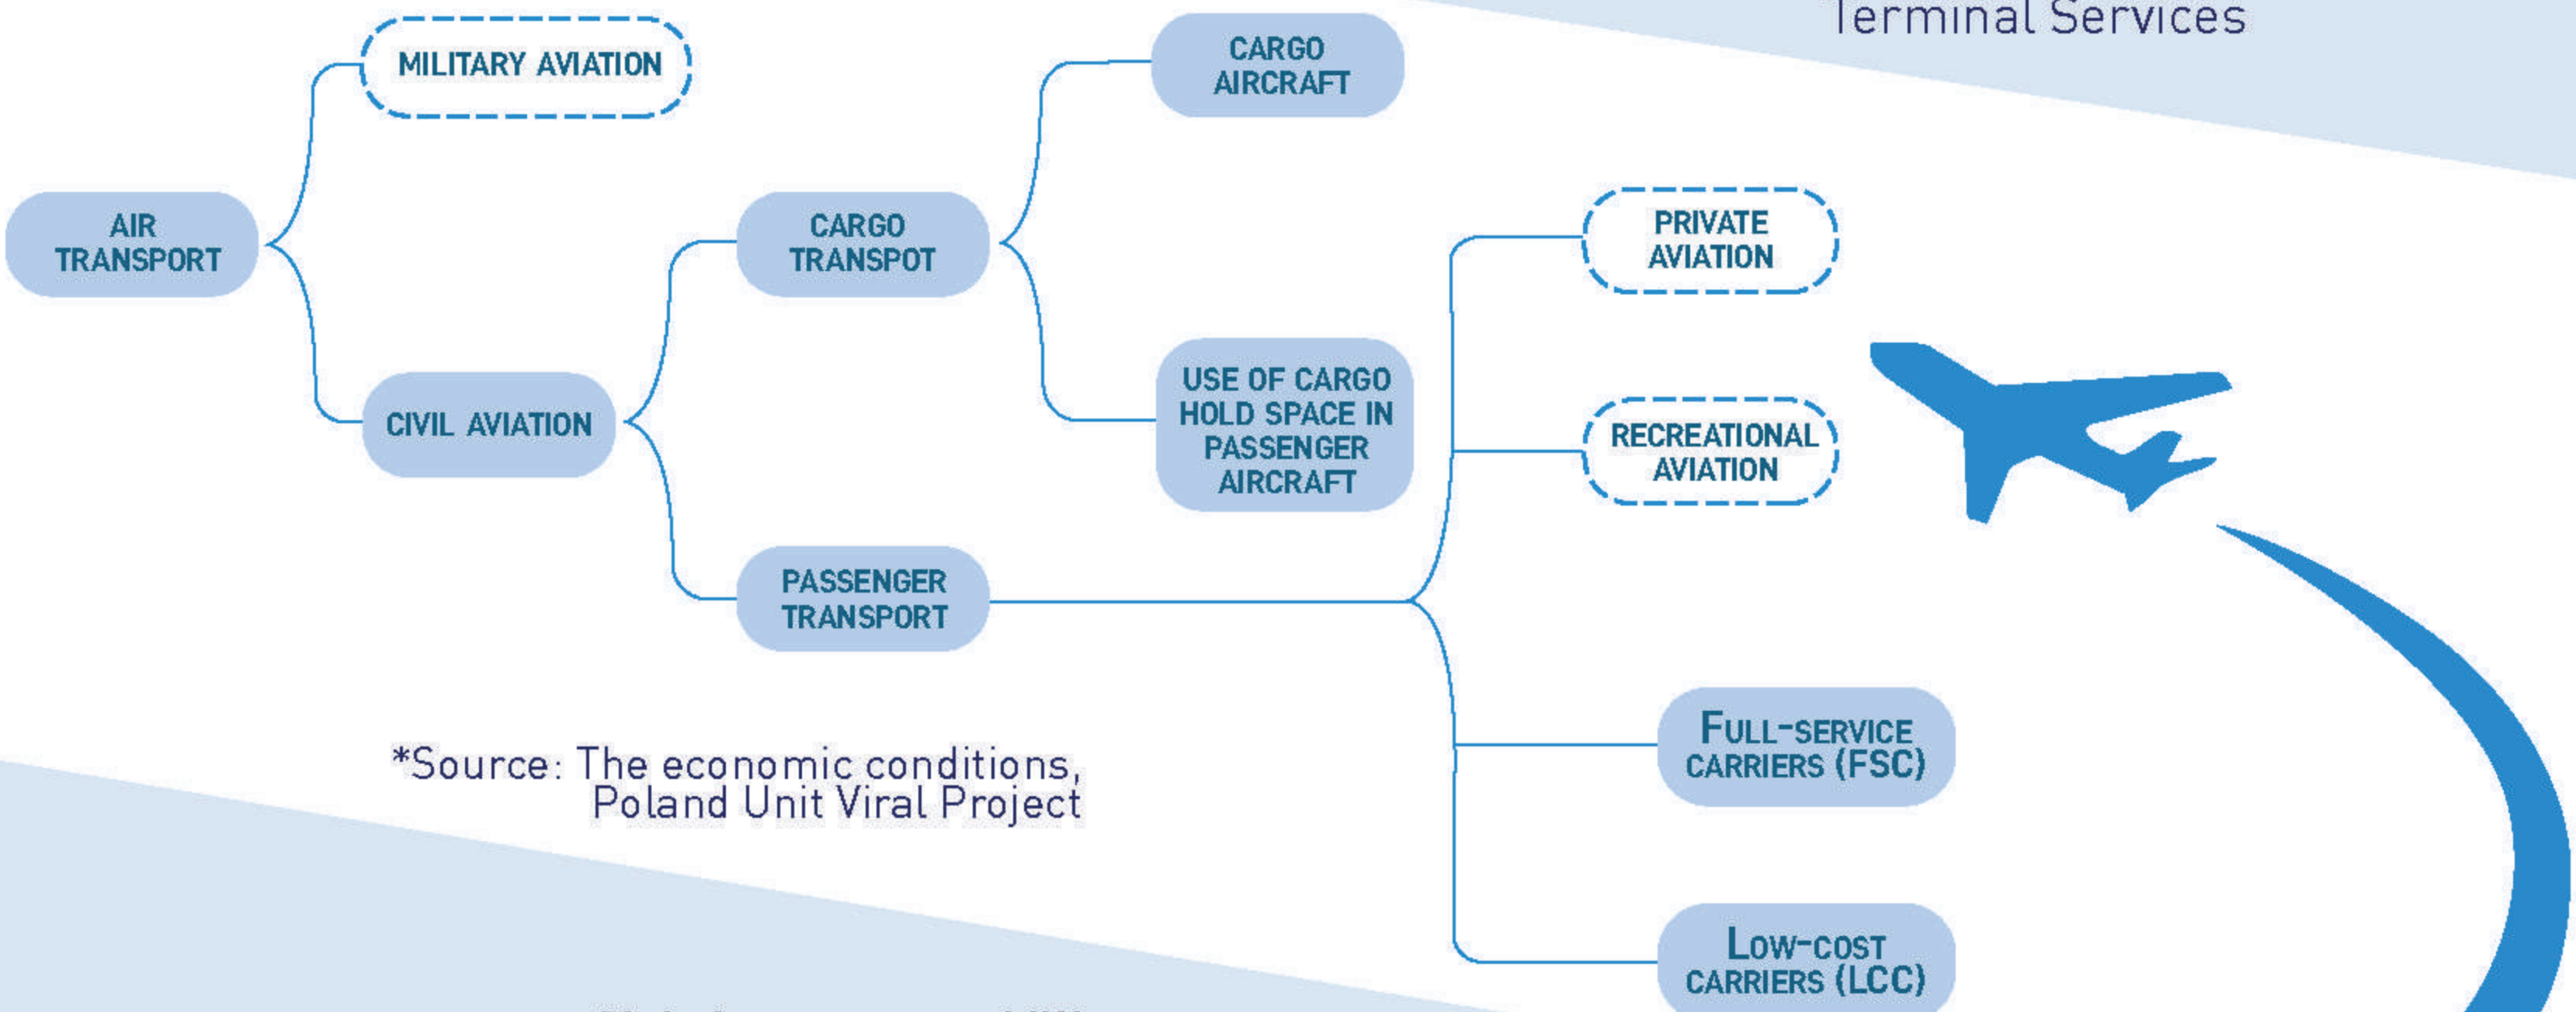 Terminal Services
MILITARY AVIATION
CARGO
AIRCRAFT
AIR
TRANSPORT
CARGO
TRANSPOT
PRIVATE
AVIATION
USE OF CARGO
HOLD SPACE IN
PASSENGER
AIRCRAFT
CIVIL AVIATION
RECREATIONAL
AVIATION
PASSENGER
TRANSPORT
FULL-SERVICE
CARRIERS (FSC)
*Source: The economic conditions,
Poland Unit Viral Project
LOW-COST
CARRIERS (LCC)